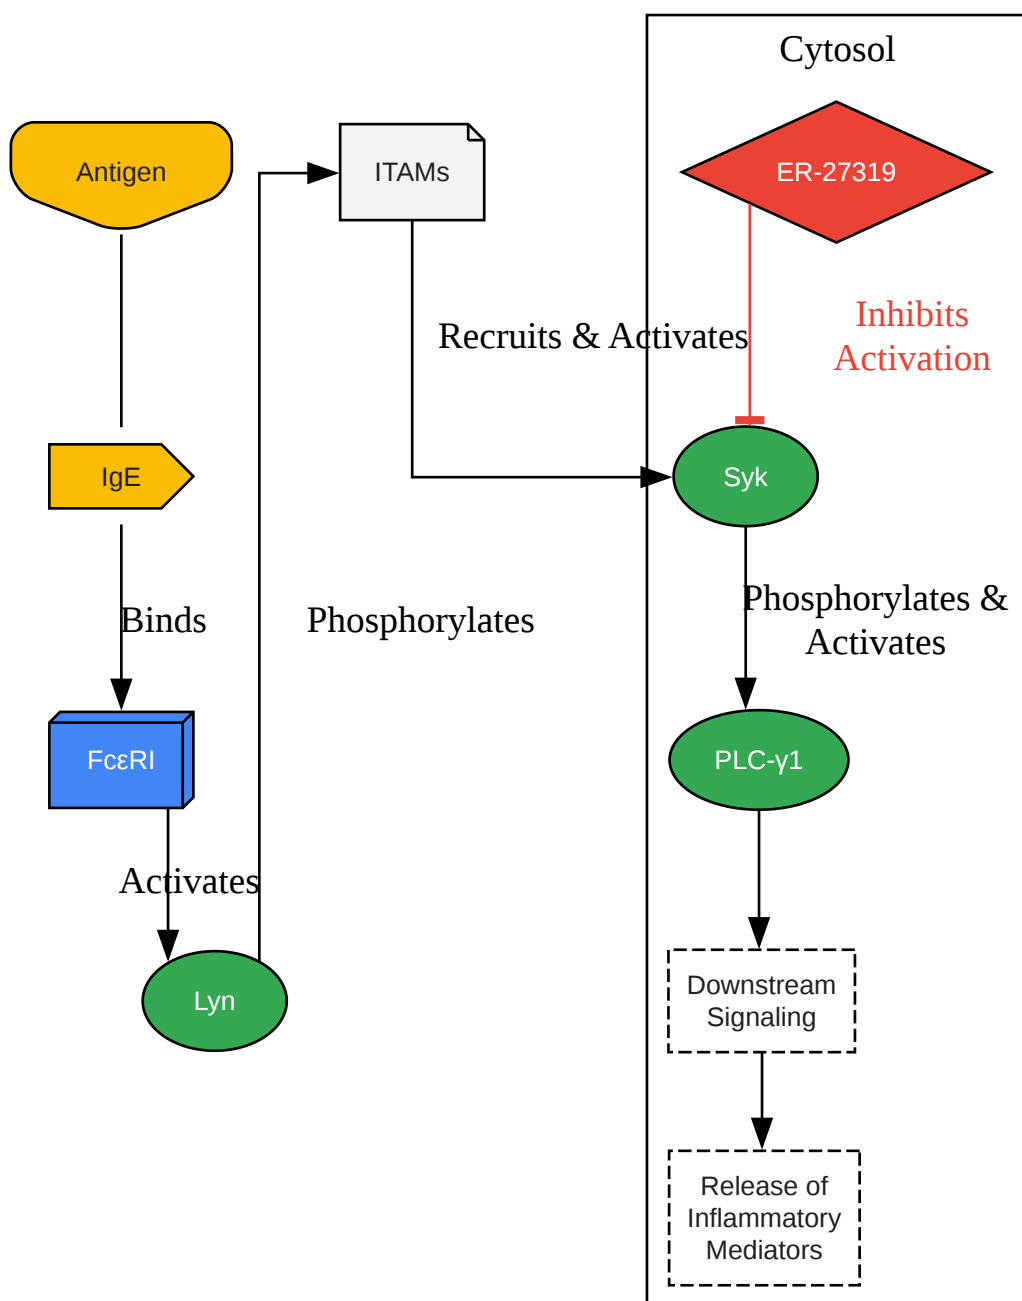 Cytosol
Antigen
ITAMs
ER-27319
Inhibits
Activation
Recruits & Activates
IgE
Syk
Binds
Phosphorylates
Phosphorylates &
Activates
FcεRI
PLC-γ1
Activates
Lyn
Downstream
Signaling
Release of
Inflammatory
Mediators